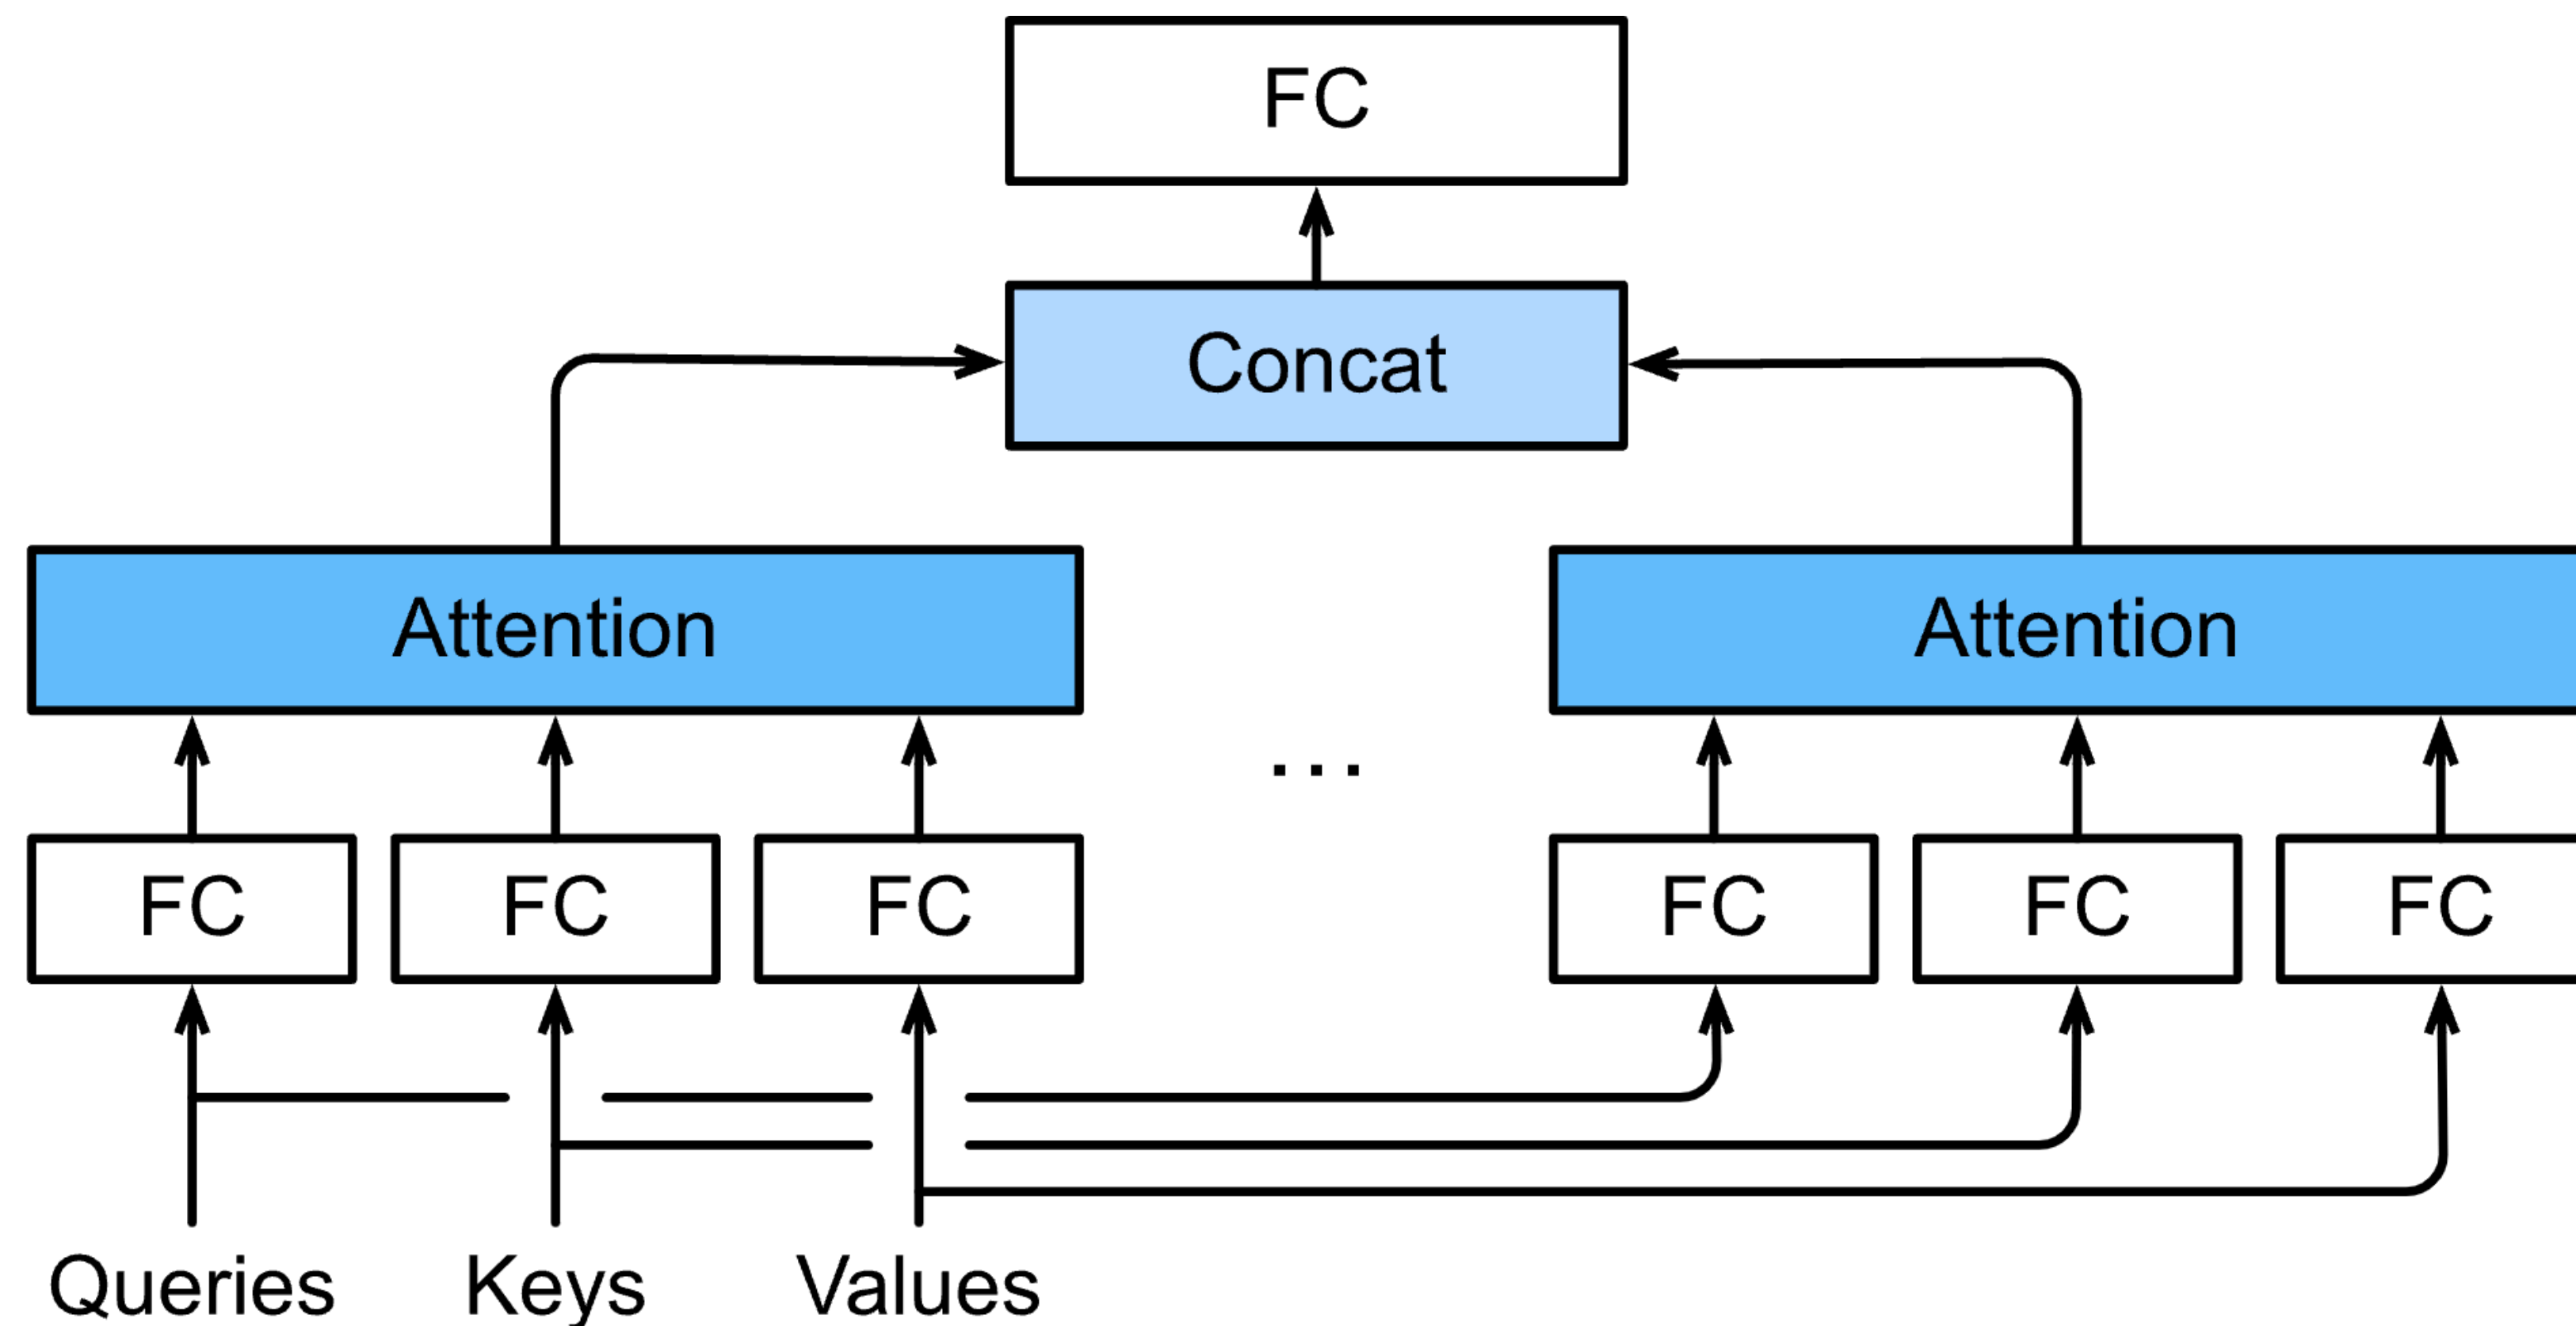 FC
Concat
Attention Attention
...
FC FC FC FC FC FC
Queries Keys Values